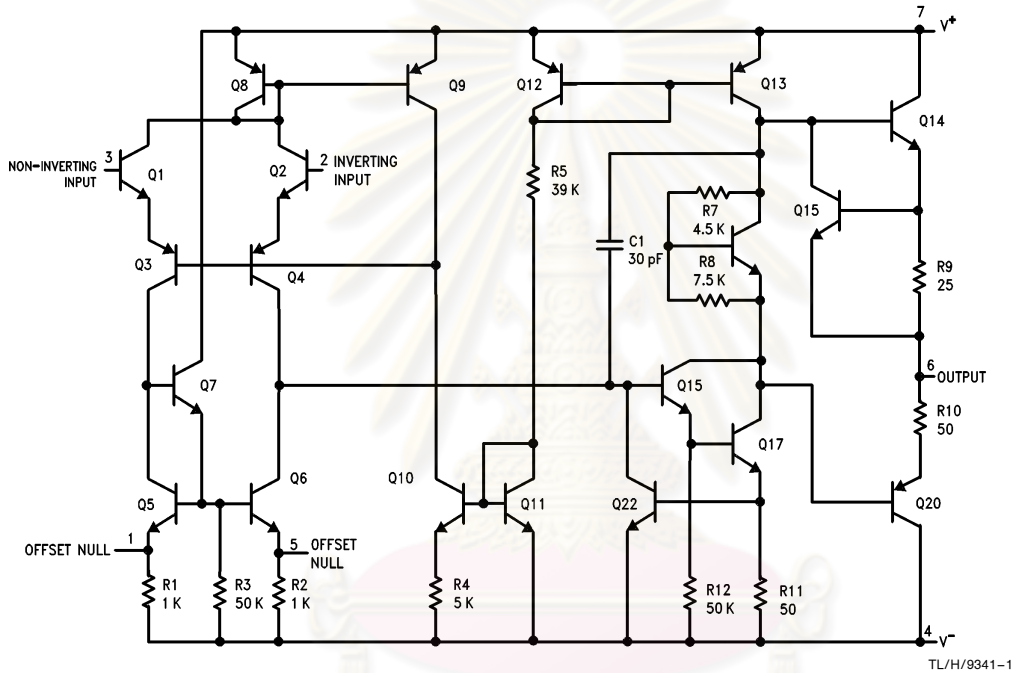 7
V+
Q8
Q9
Q12
Q13
Q14
3
NON-INVERTING
INPUT
Q1
Q2
2 INVERTING
INPUT
R5
39 K
R7
4.5 K
Q15
Q3
Q4
C1
30 pF
R8
7.5 K
R9
25
Q7
Q15
6
OUTPUT
R10
50
Q17
Q5
Q6
Q10
Q11
Q22
Q20
OFFSET NULL
1
5
OFFSET
NULL
R1
1 K
R3
50 K
R2
1 K
R4
5 K
R12
50 K
R11
50
4
V-
TL/H/9341-1